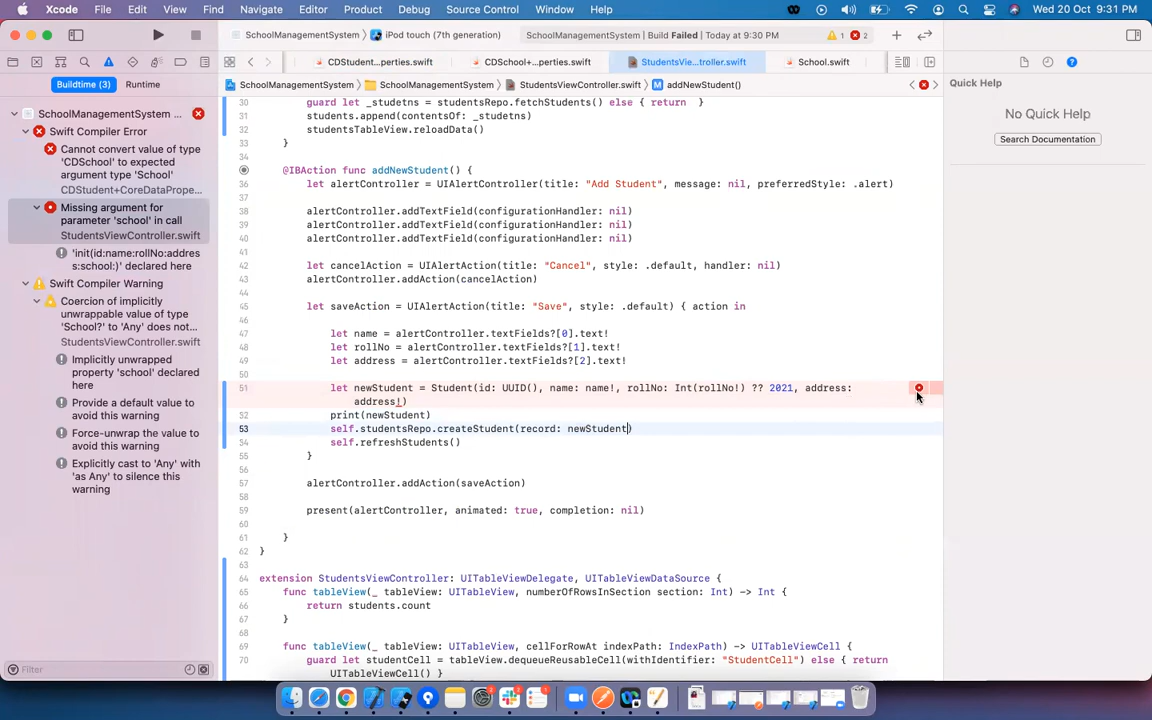 Xcode File Edit View Find Navigate Editor Product Debug Source Control Window Help Wed 20 Oct 9:31 PM
SchoolManagementSystem iPod touch (7th generation) SchoolManagementSystem | Build Failed | Today at 9:30 PM 1 2
CDStudent...perties.swift CDSchool+...perties.swift StudentsV...troller.swift School.swift
Buildtime (3) Runtime
SchoolManagementSystem SchoolManagementSystem StudentsViewController.swift M addNewStudent()
SchoolManagementSystem ...
Swift Compiler Error
Cannot convert value of type
'CDSchool' to expected
argument type 'School'
CDStudent+CoreDataPrope...
Missing argument for
parameter 'school' in call
StudentsViewController.swift
'init(id:name:rollNo:addres
s:school:)' declared here
Swift Compiler Warning
Coercion of implicitly
unwrappable value of type
'School?' to 'Any' does not...
StudentsViewController.swift
Implicitly unwrapped
property 'school' declared
here
Provide a default value to
avoid this warning
Force-unwrap the value to
avoid this warning
Explicitly cast to 'Any' with
'as Any' to silence this
warning
Filter
30 guard let _studetns = studentsRepo.fetchStudents() else { return  }
31 students.append(contentsOf: _studetns)
32 studentsTableView.reloadData()
33 }
34
@IBAction func addNewStudent() {
36 let alertController = UIAlertController(title: "Add Student", message: nil, preferredStyle: .alert)
37
38 alertController.addTextField(configurationHandler: nil)
39 alertController.addTextField(configurationHandler: nil)
40 alertController.addTextField(configurationHandler: nil)
41
42 let cancelAction = UIAlertAction(title: "Cancel", style: .default, handler: nil)
43 alertController.addAction(cancelAction)
44
45 let saveAction = UIAlertAction(title: "Save", style: .default) { action in
46
47 let name = alertController.textFields?[0].text!
48 let rollNo = alertController.textFields?[1].text!
49 let address = alertController.textFields?[2].text!
50
51 let newStudent = Student(id: UUID(), name: name!, rollNo: Int(rollNo!) ?? 2021, address:
address!)
52 print(newStudent)
53 self.studentsRepo.createStudent(record: newStudent)
54 self.refreshStudents()
55 }
56
57 alertController.addAction(saveAction)
58
59 present(alertController, animated: true, completion: nil)
60
61 }
62 }
63
64 extension StudentsViewController: UITableViewDelegate, UITableViewDataSource {
65 func tableView(_ tableView: UITableView, numberOfRowsInSection section: Int) -> Int {
66 return students.count
67 }
68
69 func tableView(_ tableView: UITableView, cellForRowAt indexPath: IndexPath) -> UITableViewCell {
70 guard let studentCell = tableView.dequeueReusableCell(withIdentifier: "StudentCell") else { return
UITableViewCell() }
Quick Help
No Quick Help
Search Documentation